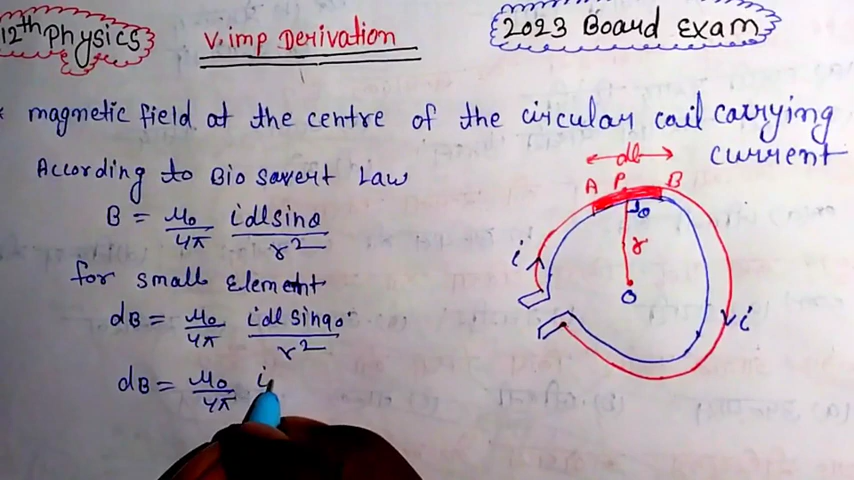 12th Physics
V.imp Derivation
2023 Board Exam
* magnetic field at the centre of the circular coil carrying
current
According to Bio Savert Law
B = μ₀/4π idlsinθ/r²
for small element
dB = μ₀/4π idl sin90°/r²
dB = μ₀/4π i
dl
A P B
90
r
i
O
i